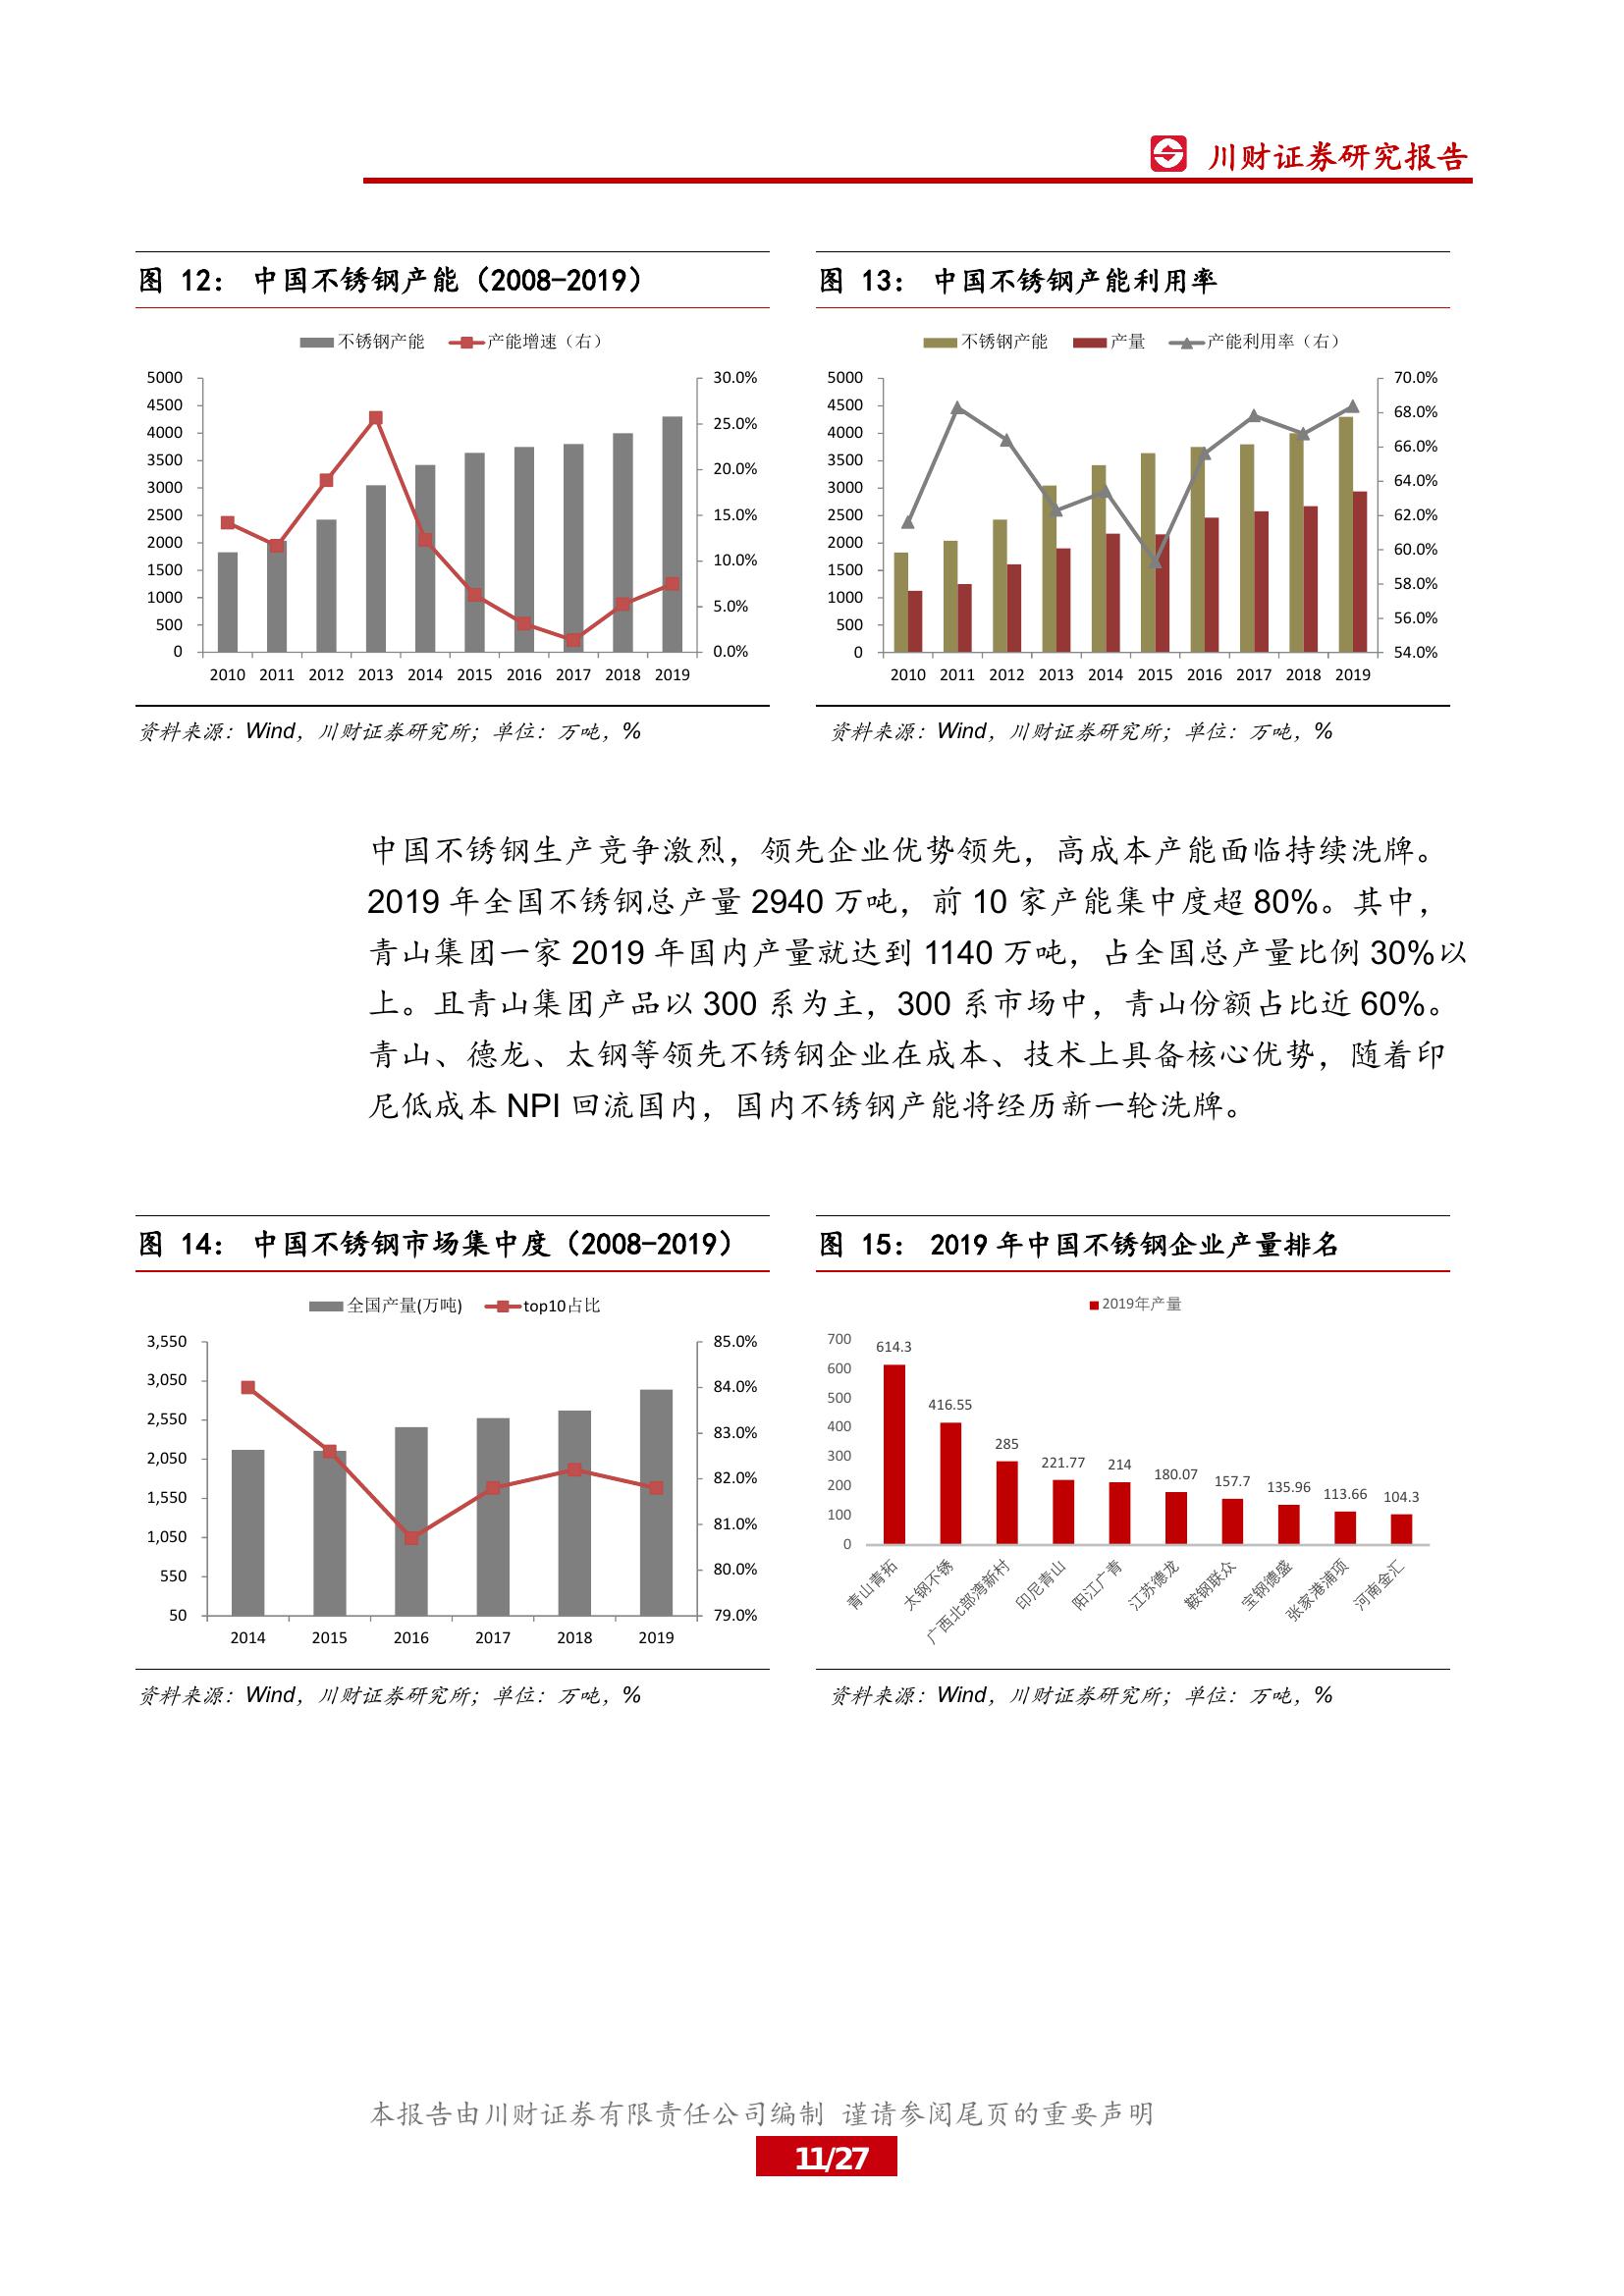 川财证券研究报告
图 12： 中国不锈钢产能（2008-2019）
不锈钢产能 产能增速（右）
5000
4500
4000
3500
3000
2500
2000
1500
1000
500
0
30.0%
25.0%
20.0%
15.0%
10.0%
5.0%
0.0%
2010 2011 2012 2013 2014 2015 2016 2017 2018 2019
资料来源：Wind，川财证券研究所；单位：万吨，%
图 13： 中国不锈钢产能利用率
不锈钢产能 产量 产能利用率（右）
5000
4500
4000
3500
3000
2500
2000
1500
1000
500
0
70.0%
68.0%
66.0%
64.0%
62.0%
60.0%
58.0%
56.0%
54.0%
2010 2011 2012 2013 2014 2015 2016 2017 2018 2019
资料来源：Wind，川财证券研究所；单位：万吨，%
中国不锈钢生产竞争激烈，领先企业优势领先，高成本产能面临持续洗牌。
2019 年全国不锈钢总产量 2940 万吨，前 10 家产能集中度超 80%。其中，
青山集团一家 2019 年国内产量就达到 1140 万吨，占全国总产量比例 30%以
上。且青山集团产品以 300 系为主，300 系市场中，青山份额占比近 60%。
青山、德龙、太钢等领先不锈钢企业在成本、技术上具备核心优势，随着印
尼低成本 NPI 回流国内，国内不锈钢产能将经历新一轮洗牌。
图 14： 中国不锈钢市场集中度（2008-2019）
全国产量(万吨) top10占比
3,550
3,050
2,550
2,050
1,550
1,050
550
50
85.0%
84.0%
83.0%
82.0%
81.0%
80.0%
79.0%
2014 2015 2016 2017 2018 2019
资料来源：Wind，川财证券研究所；单位：万吨，%
图 15： 2019 年中国不锈钢企业产量排名
2019年产量
700
600
500
400
300
200
100
0
614.3
416.55
285
221.77
214
180.07
157.7
135.96
113.66
104.3
青山青拓
太钢不锈
广西北部湾新村
印尼青山
阳江广青
江苏德龙
鞍钢联众
宝钢德盛
张家港浦项
河南金汇
资料来源：Wind，川财证券研究所；单位：万吨，%
本报告由川财证券有限责任公司编制 谨请参阅尾页的重要声明
11/27